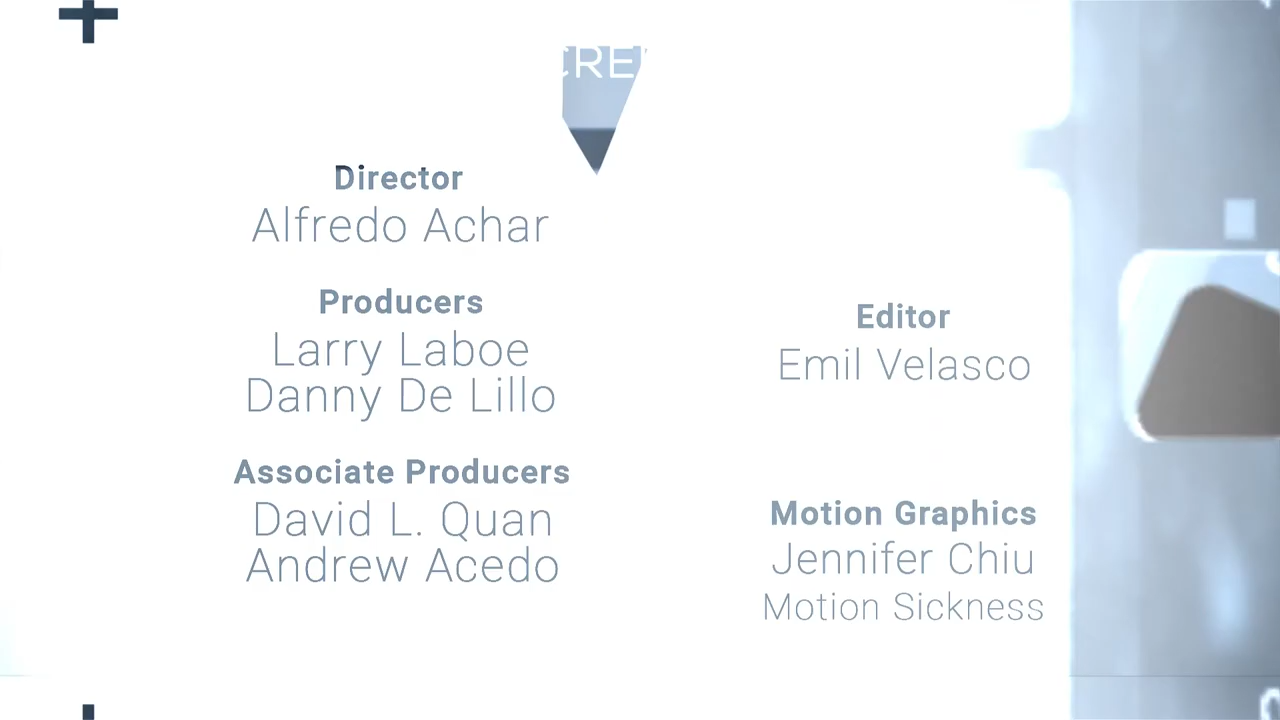 Director
Alfredo Achar
Producers
Larry Laboe
Danny De Lillo
Associate Producers
David L. Quan
Andrew Acedo
Editor
Emil Velasco
Motion Graphics
Jennifer Chiu
Motion Sickness